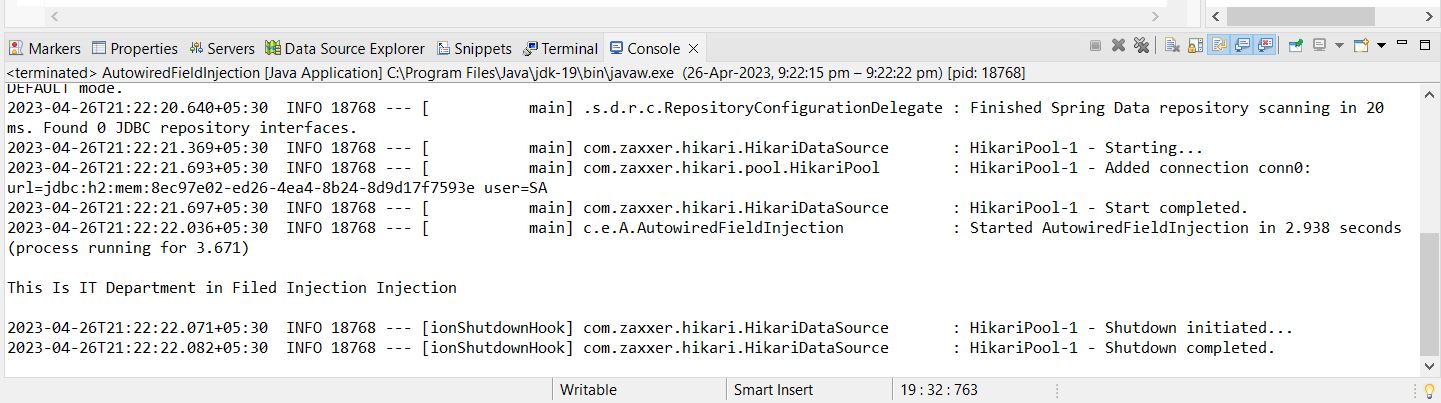 Markers Properties Servers Data Source Explorer Snippets Terminal Console
<terminated> AutowiredFieldInjection [Java Application] C:\Program Files\Java\jdk-19\bin\javaw.exe (26-Apr-2023, 9:22:15 pm – 9:22:22 pm) [pid: 18768]
DEFAULT mode.
2023-04-26T21:22:20.640+05:30  INFO 18768 --- [           main] .s.d.r.c.RepositoryConfigurationDelegate : Finished Spring Data repository scanning in 20
ms. Found 0 JDBC repository interfaces.
2023-04-26T21:22:21.369+05:30  INFO 18768 --- [           main] com.zaxxer.hikari.HikariDataSource       : HikariPool-1 - Starting...
2023-04-26T21:22:21.693+05:30  INFO 18768 --- [           main] com.zaxxer.hikari.pool.HikariPool        : HikariPool-1 - Added connection conn0:
url=jdbc:h2:mem:8ec97e02-ed26-4ea4-8b24-8d9d17f7593e user=SA
2023-04-26T21:22:21.697+05:30  INFO 18768 --- [           main] com.zaxxer.hikari.HikariDataSource       : HikariPool-1 - Start completed.
2023-04-26T21:22:22.036+05:30  INFO 18768 --- [           main] c.e.A.AutowiredFieldInjection            : Started AutowiredFieldInjection in 2.938 seconds
(process running for 3.671)
This Is IT Department in Filed Injection Injection
2023-04-26T21:22:22.071+05:30  INFO 18768 --- [ionShutdownHook] com.zaxxer.hikari.HikariDataSource       : HikariPool-1 - Shutdown initiated...
2023-04-26T21:22:22.082+05:30  INFO 18768 --- [ionShutdownHook] com.zaxxer.hikari.HikariDataSource       : HikariPool-1 - Shutdown completed.
Writable Smart Insert 19 : 32 : 763